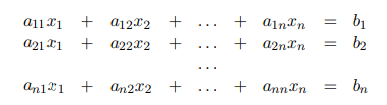 a₁₁x₁ + a₁₂x₂ + ... + a₁ₙxₙ = b₁
a₂₁x₁ + a₂₂x₂ + ... + a₂ₙxₙ = b₂
...
aₙ₁x₁ + aₙ₂x₂ + ... + aₙₙxₙ = bₙ